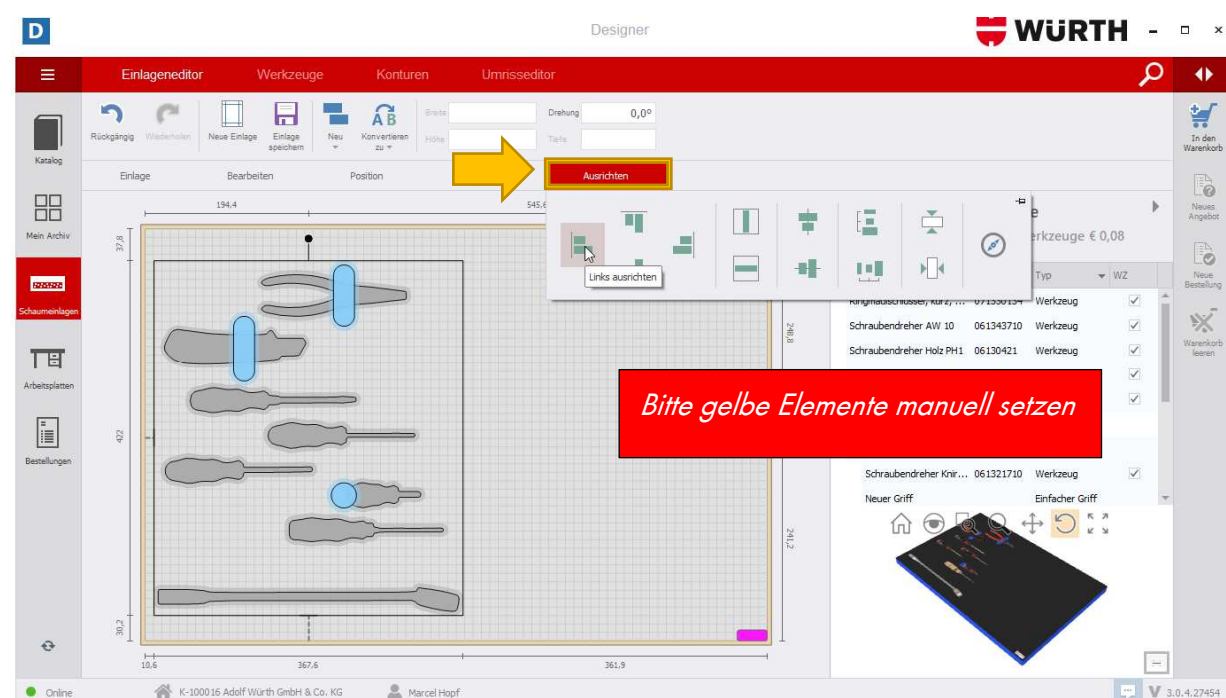 D
Designer
WÜRTH
Einlageneditor Werkzeuge Konturen Umrisseditor
Rückgängig Wiederholen Neue Einlage Einlage speichern Neu Konvertieren zu
Breite Drehung 0,0°
Höhe Tiefe
Einlage Bearbeiten Position Ausrichten
Katalog
Mein Archiv
Schaumeinlagen
Arbeitsplatten
Bestellungen
194,4 545,6
37,8
422
30,2
10,6 367,6 361,9
248,8
241,2
Links ausrichten
€ 0,08
Typ WZ
Ringmaulschlüssel, kurz, ... 071330134 Werkzeug
Schraubendreher AW 10 061343710 Werkzeug
Schraubendreher Holz PH1 06130421 Werkzeug
Bitte gelbe Elemente manuell setzen
Schraubendreher Knir... 061321710 Werkzeug
Neuer Griff Einfacher Griff
In den Warenkorb
Neues Angebot
Neue Bestellung
Warenkorb leeren
Online K-100016 Adolf Würth GmbH & Co. KG Marcel Hopf V 3.0.4.27454